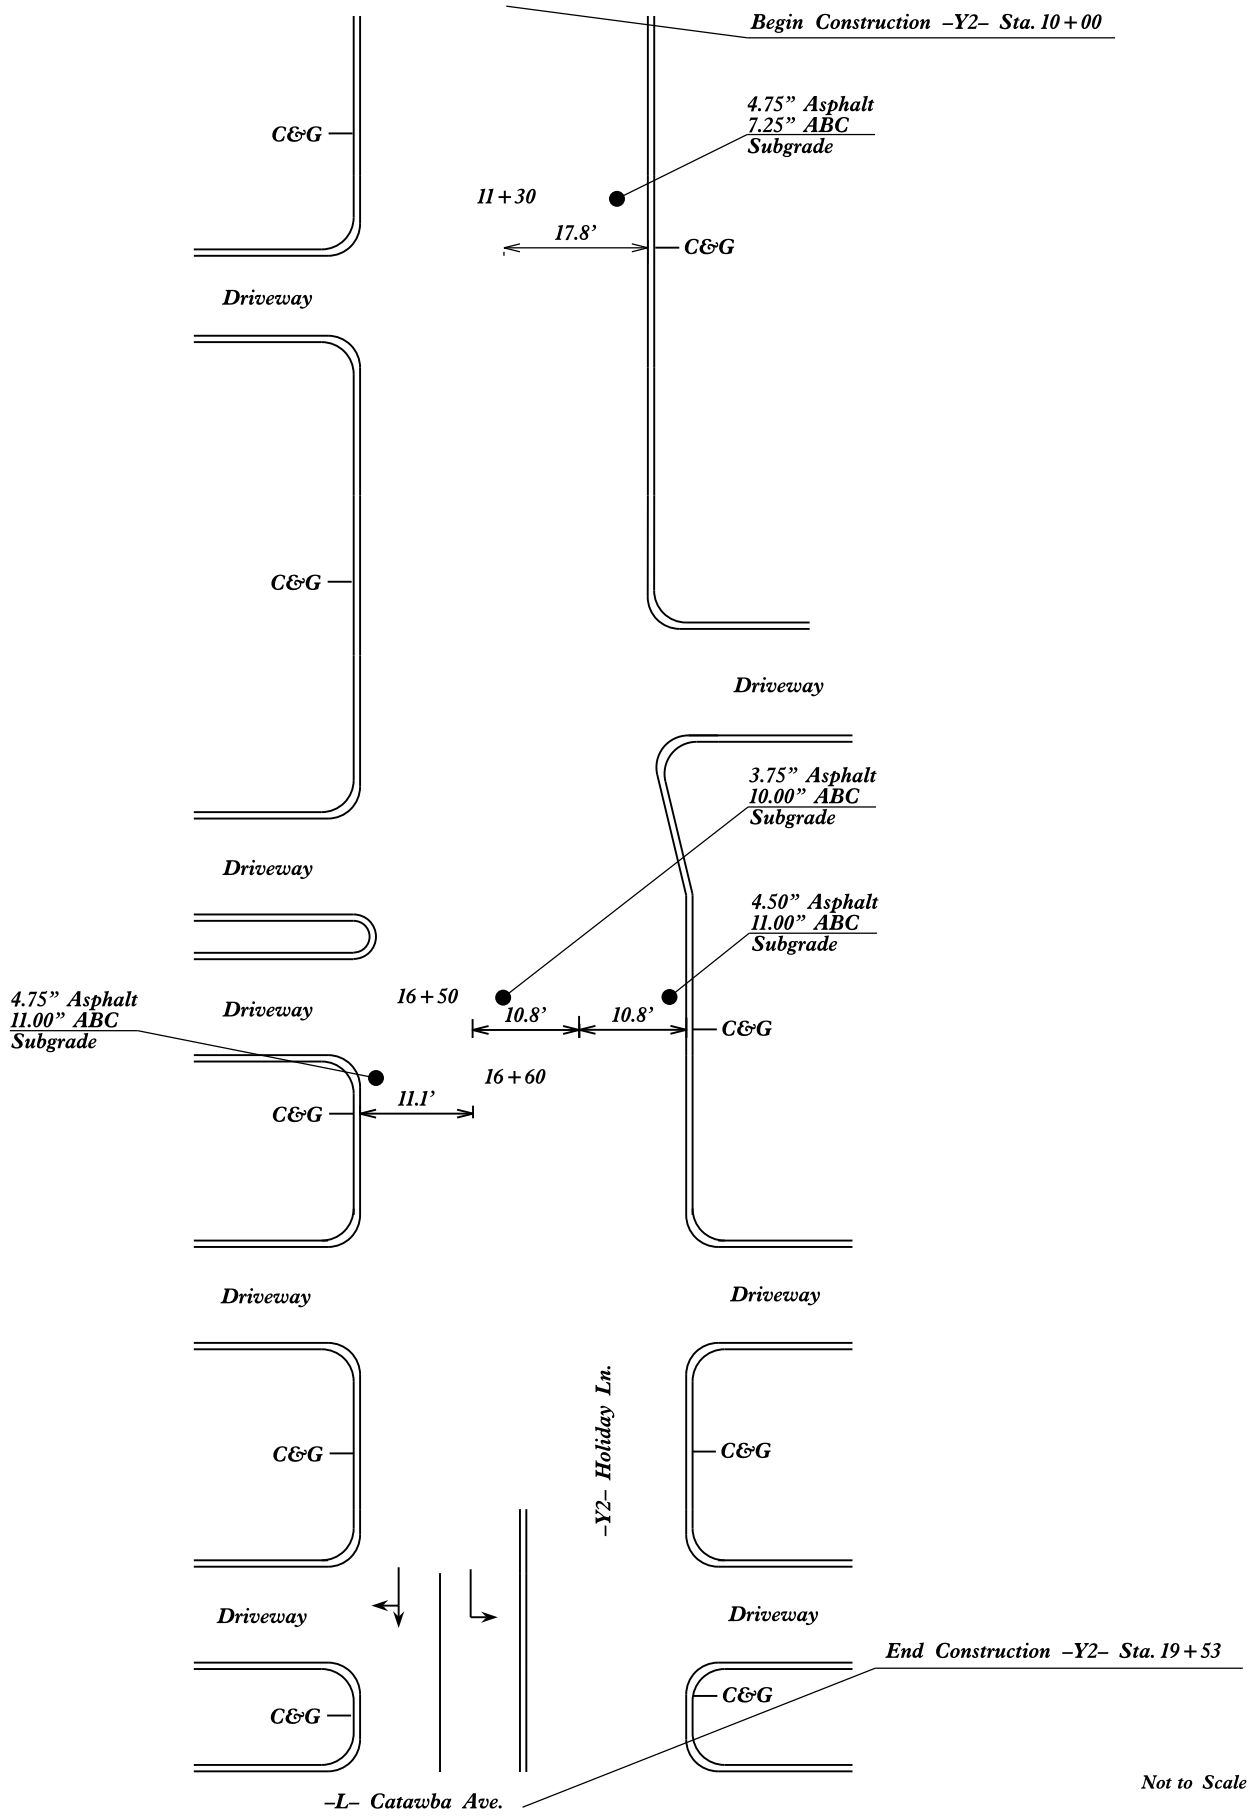 Begin Construction –Y2– Sta. 10+00
4.75” Asphalt
7.25” ABC
Subgrade
C&G
11+30
17.8’
C&G
Driveway
C&G
Driveway
3.75” Asphalt
10.00” ABC
Subgrade
Driveway
4.50” Asphalt
11.00” ABC
Subgrade
4.75” Asphalt
11.00” ABC
Subgrade
Driveway
16+50
10.8’
10.8’
C&G
16+60
11.1’
C&G
Driveway
Driveway
–Y2– Holiday Ln.
C&G
C&G
Driveway
Driveway
End Construction –Y2– Sta. 19+53
C&G
C&G
Not to Scale
–L– Catawba Ave.